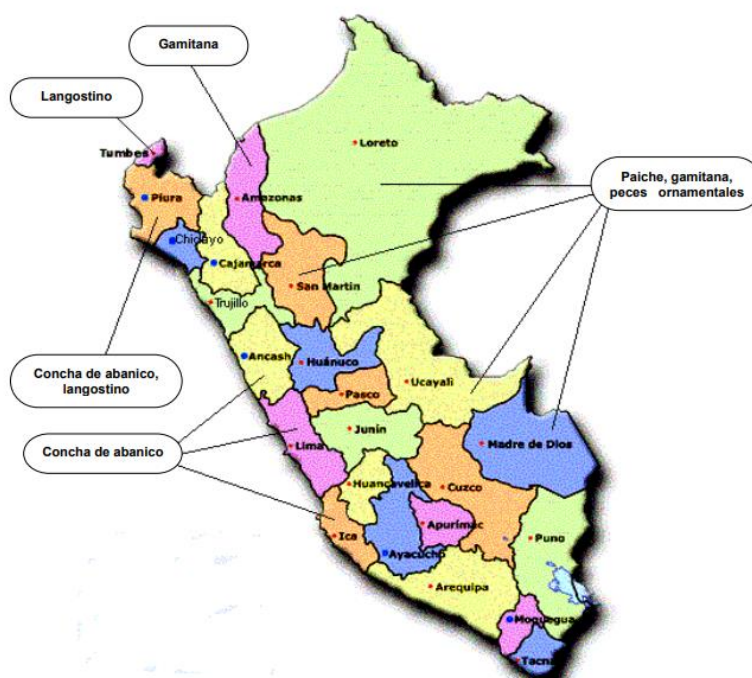 Gamitana
Langostino
Tumbes
Loreto
Paiche, gamitana,
peces ornamentales
Piura
Amazonas
Chiclayo
Cajamarca
San Martin
Trujillo
Ancash
Huánuco
Concha de abanico,
langostino
Ucayali
Pasco
Junín
Madre de Dios
Lima
Concha de abanico
Huancavelica
Cuzco
Apurímac
Ica
Puno
Ayacucho
Arequipa
Moquegua
Tacna